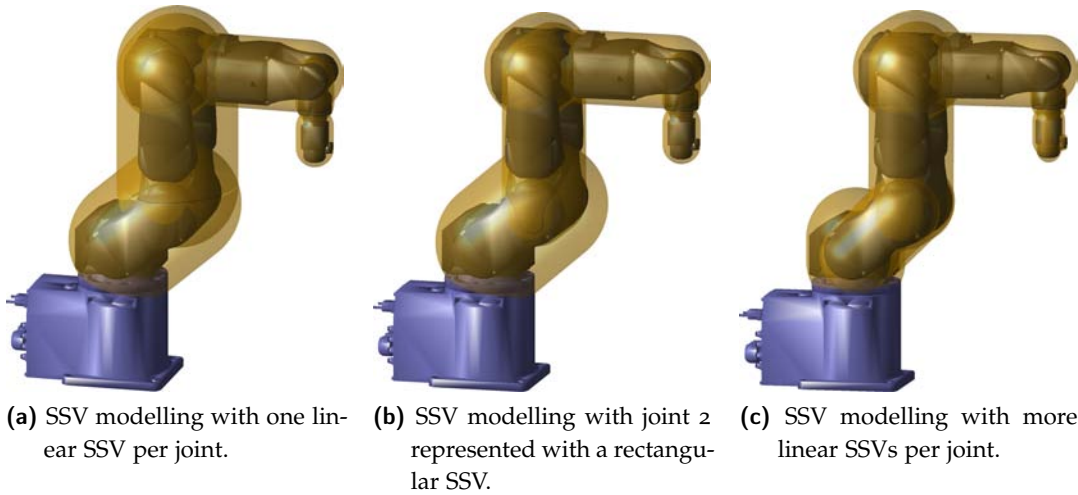 (a) SSV modelling with one lin-
ear SSV per joint.
(b) SSV modelling with joint 2
represented with a rectangu-
lar SSV.
(c) SSV modelling with more
linear SSVs per joint.